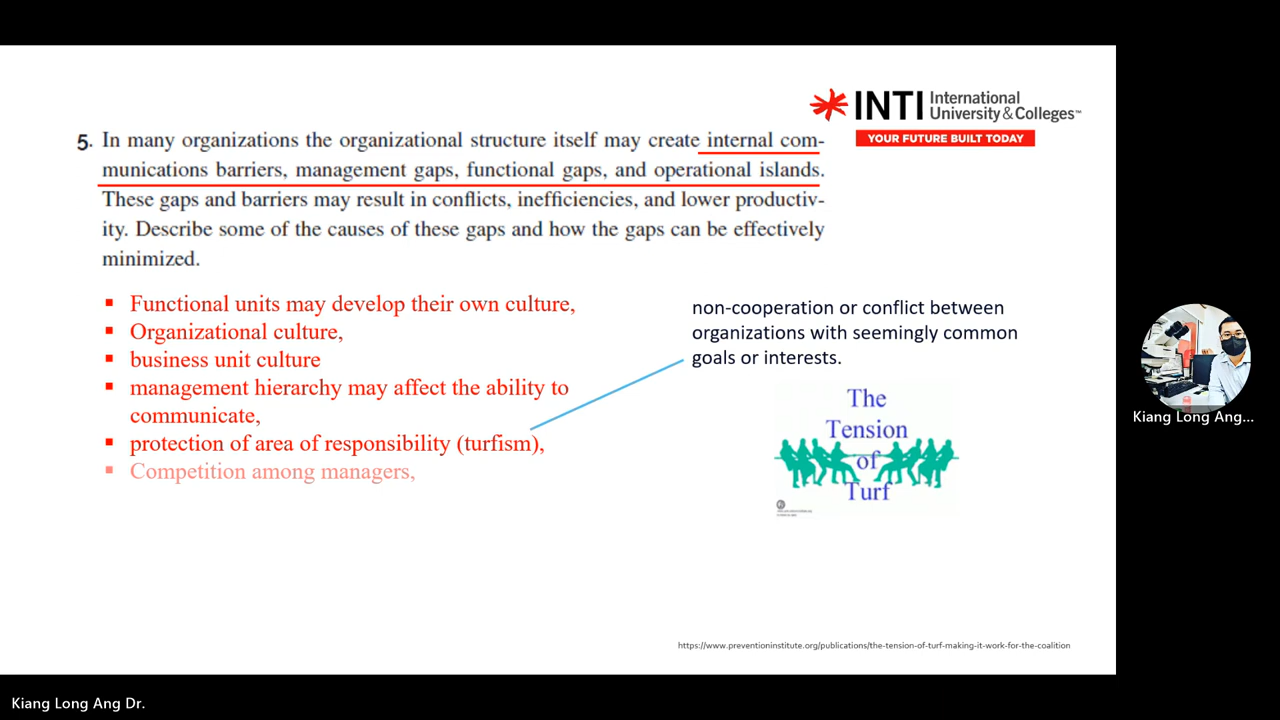 INTI International
University & Colleges™
YOUR FUTURE BUILT TODAY
5. In many organizations the organizational structure itself may create internal com-
munications barriers, management gaps, functional gaps, and operational islands.
These gaps and barriers may result in conflicts, inefficiencies, and lower productiv-
ity. Describe some of the causes of these gaps and how the gaps can be effectively
minimized.
▪ Functional units may develop their own culture,
▪ Organizational culture,
▪ business unit culture
▪ management hierarchy may affect the ability to
communicate,
▪ protection of area of responsibility (turfism),
▪ Competition among managers,
non-cooperation or conflict between
organizations with seemingly common
goals or interests.
The
Tension
of
Turf
https://www.preventioninstitute.org/publications/the-tension-of-turf-making-it-work-for-the-coalition
Kiang Long Ang...
Kiang Long Ang Dr.